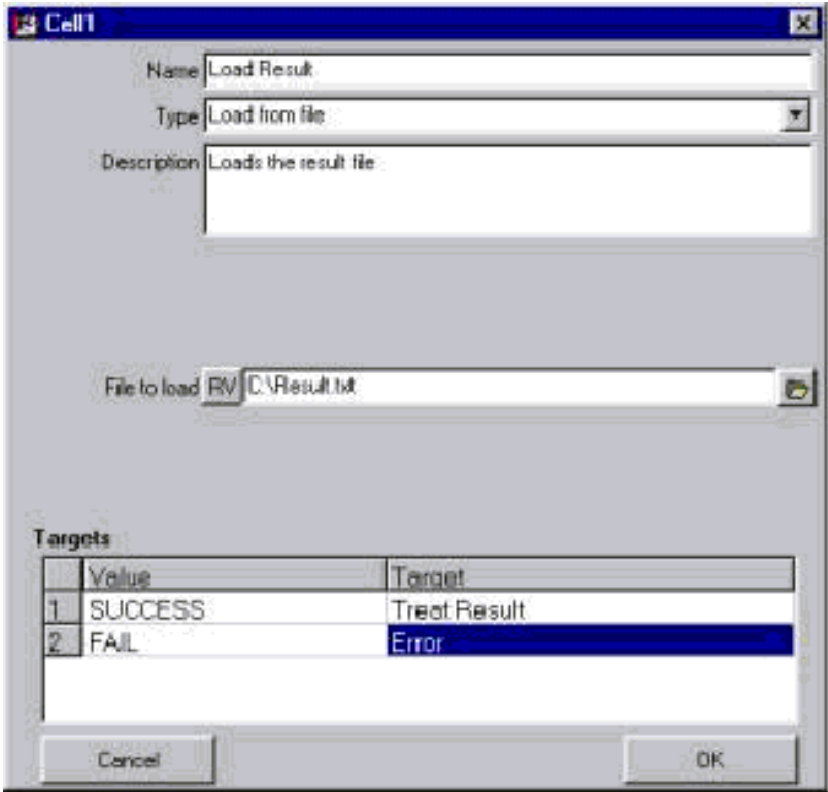 Cell1
Name Load Result
Type Load from file
Description Loads the result file
File to load RV C:\Result.txt
Targets
Value Target
1 SUCCESS Treat Result
2 FAIL Error
Cancel OK